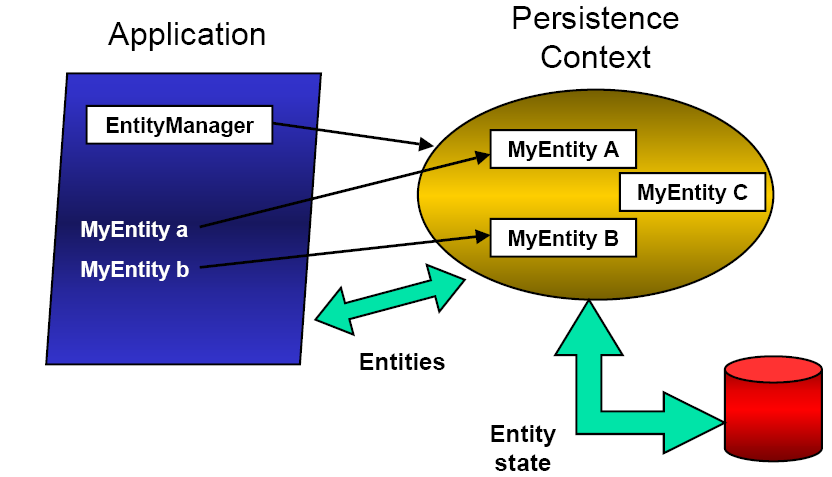 Application
Persistence
Context
EntityManager
MyEntity A
MyEntity C
MyEntity a
MyEntity B
MyEntity b
Entities
Entity
state